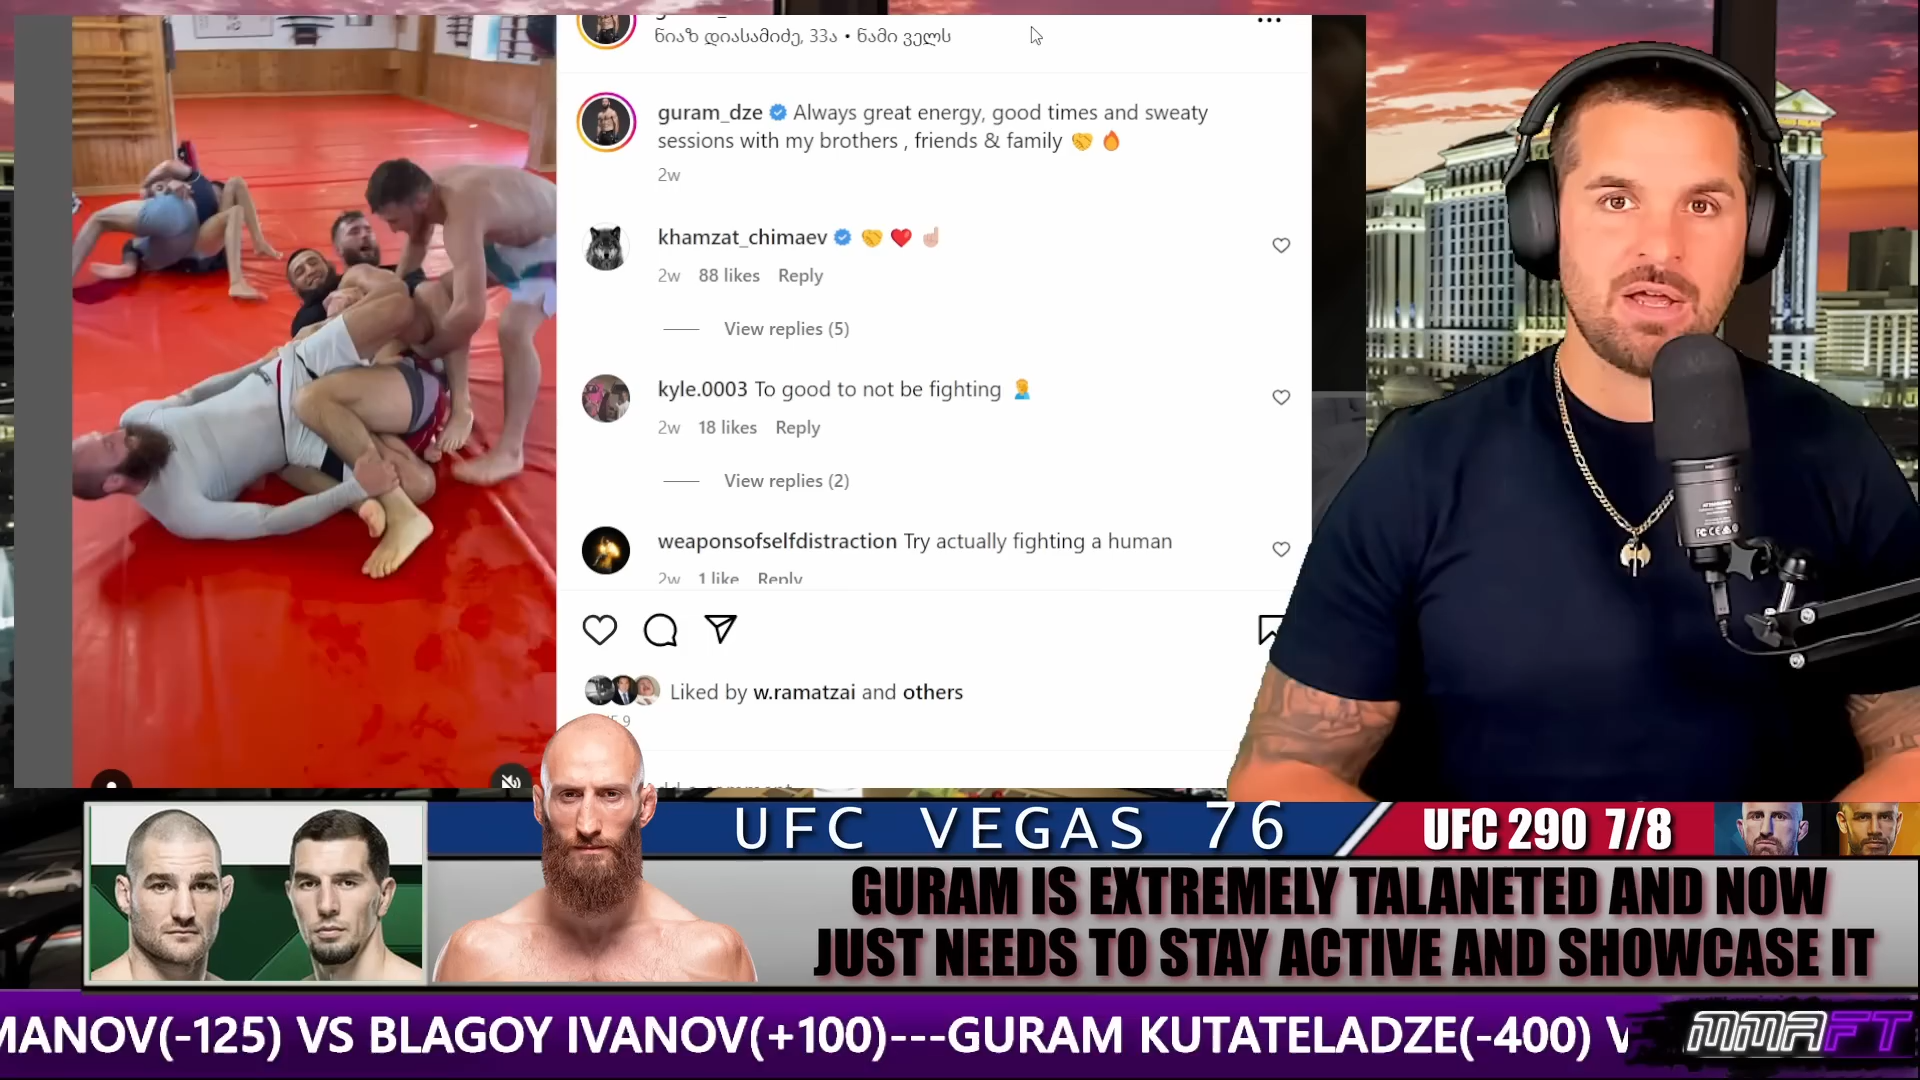 ნიაზ დიასამიძე, 33ა • ნამი ველს
guram_dze Always great energy, good times and sweaty
sessions with my brothers , friends & family
2w
khamzat_chimaev
2w 88 likes Reply
View replies (5)
kyle.0003 To good to not be fighting
2w 18 likes Reply
View replies (2)
weaponsofselfdistraction Try actually fighting a human
2w 1 like Reply
Liked by w.ramatzai and others
UFC VEGAS 76
UFC 290 7/8
GURAM IS EXTREMELY TALANETED AND NOW
JUST NEEDS TO STAY ACTIVE AND SHOWCASE IT
MANOV(-125) VS BLAGOY IVANOV(+100)---GURAM KUTATELADZE(-400) V
MMAFT